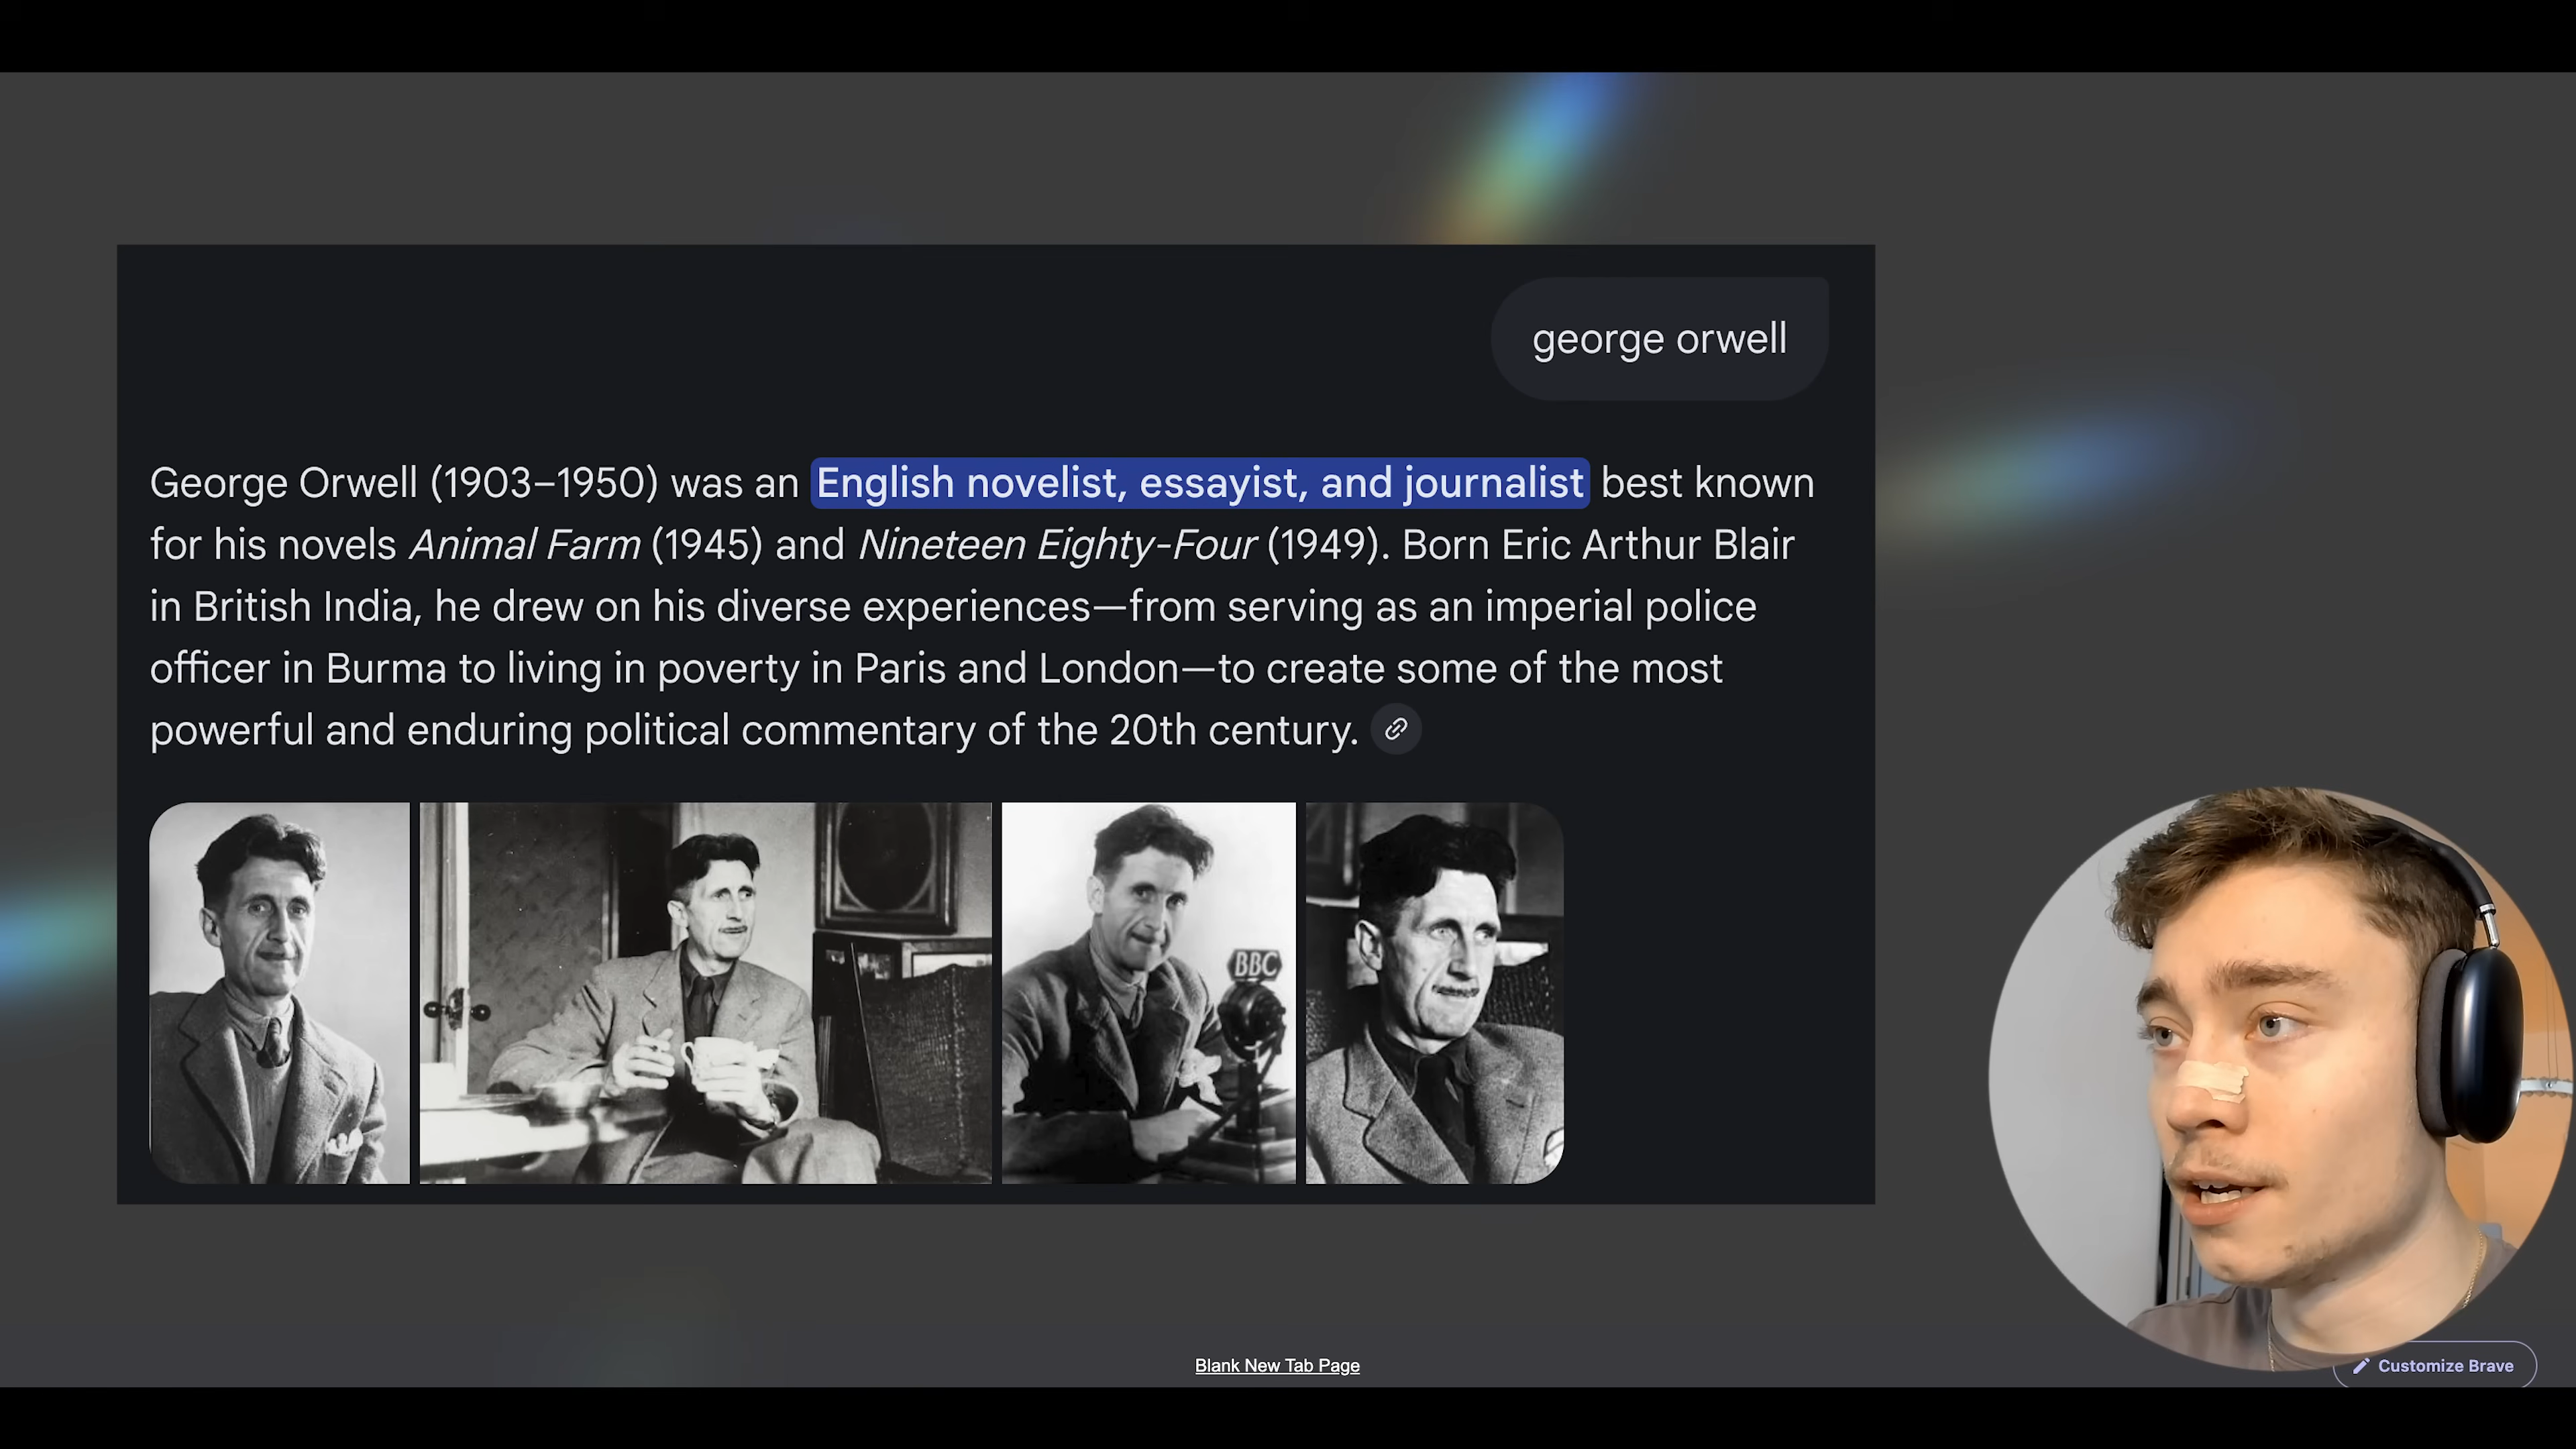 george orwell
George Orwell (1903–1950) was an English novelist, essayist, and journalist best known
for his novels Animal Farm (1945) and Nineteen Eighty-Four (1949). Born Eric Arthur Blair
in British India, he drew on his diverse experiences—from serving as an imperial police
officer in Burma to living in poverty in Paris and London—to create some of the most
powerful and enduring political commentary of the 20th century.
BBC
Blank New Tab Page
Customize Brave